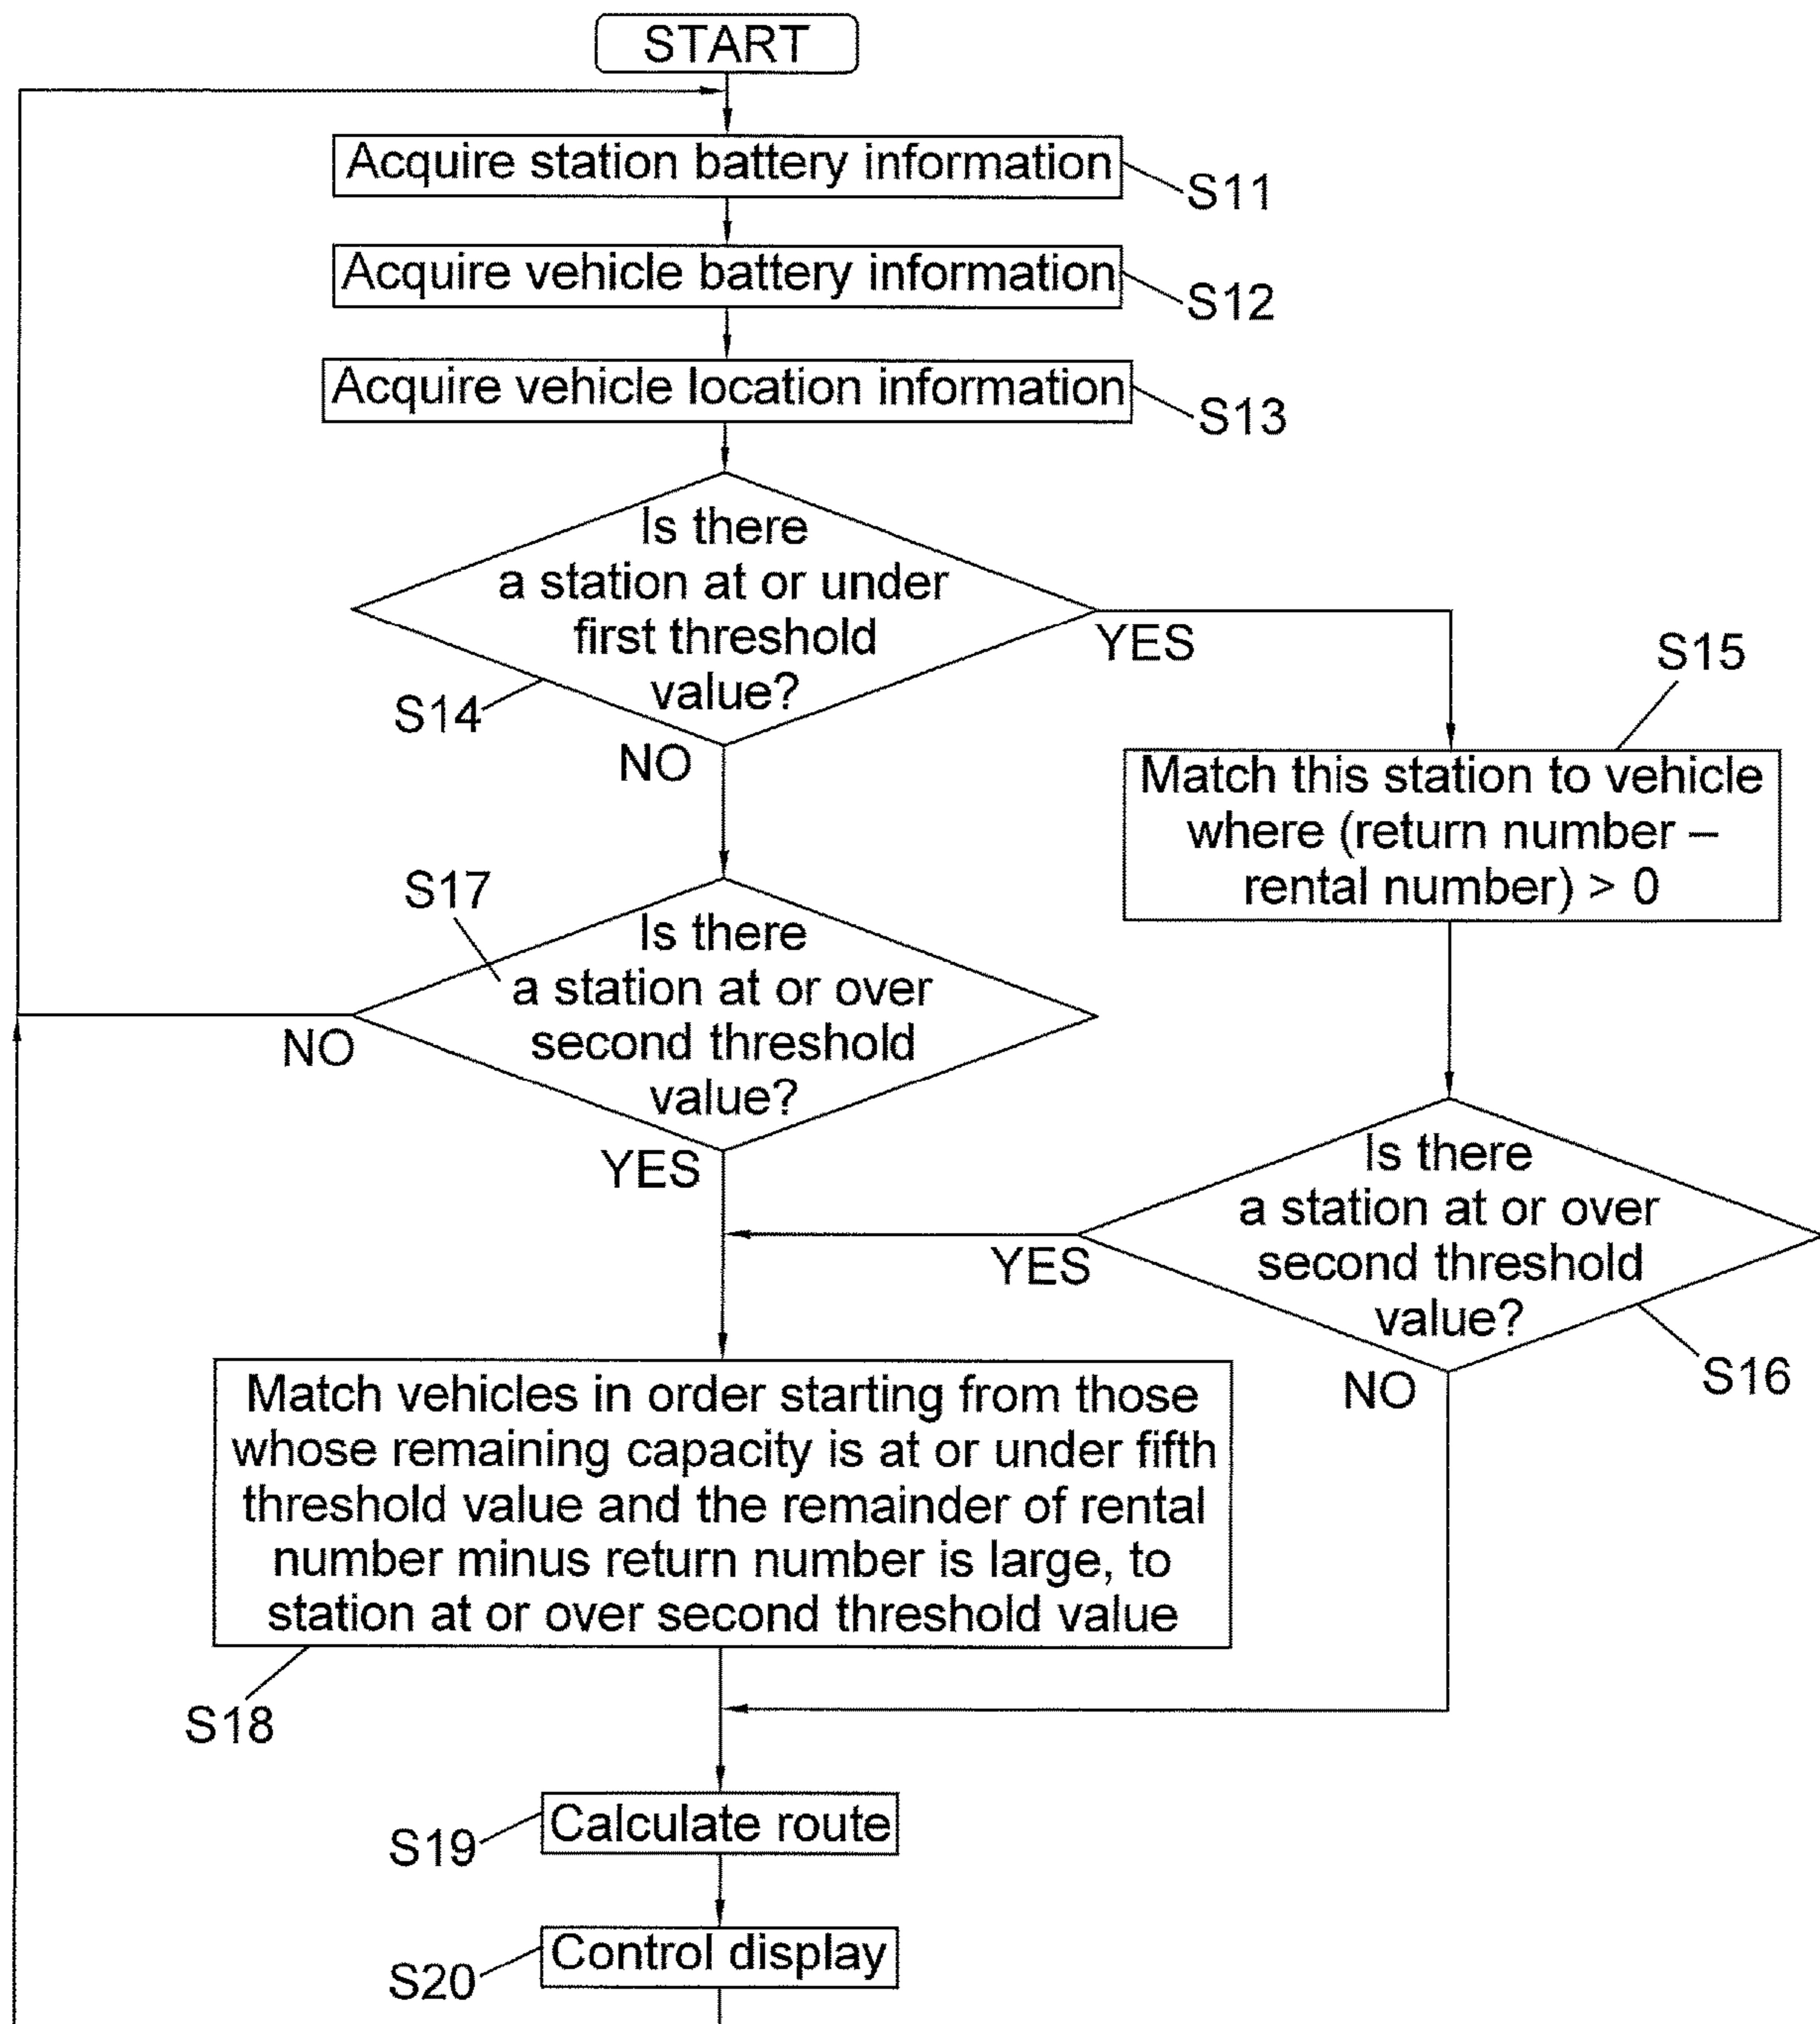 START
Acquire station battery information
S11
Acquire vehicle battery information
S12
Acquire vehicle location information
S13
Is there
a station at or under
first threshold
value?
S14
YES
NO
S15
Match this station to vehicle
where (return number –
rental number) > 0
S17
Is there
a station at or over
second threshold
value?
NO
YES
Is there
a station at or over
second threshold
value?
YES
NO
S16
Match vehicles in order starting from those
whose remaining capacity is at or under fifth
threshold value and the remainder of rental
number minus return number is large, to
station at or over second threshold value
S18
Calculate route
S19
Control display
S20